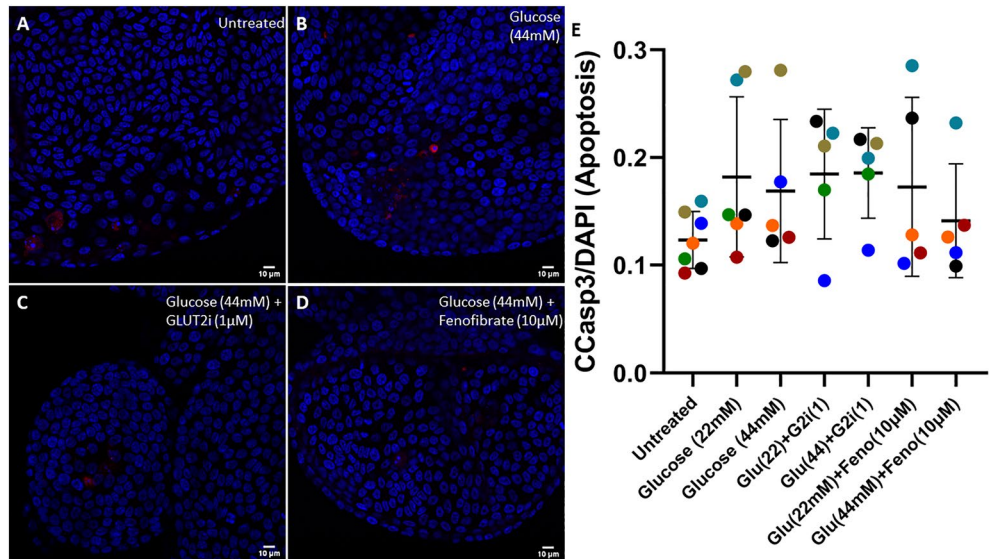 A
Untreated
B
Glucose
(44mM)
10 µm
10 µm
C
Glucose (44mM) +
GLUT2i (1µM)
D
Glucose (44mM) +
Fenofibrate (10µM)
10 µm
10 µm
E
CCasp3/DAPI (Apoptosis)
0.3
0.2
0.1
0.0
Untreated
Glucose (22mM)
Glucose (44mM)
Glu(22)+G2i(1)
Glu(44)+G2i(1)
Glu(22mM)+Feno(10µM)
Glu(44mM)+Feno(10µM)